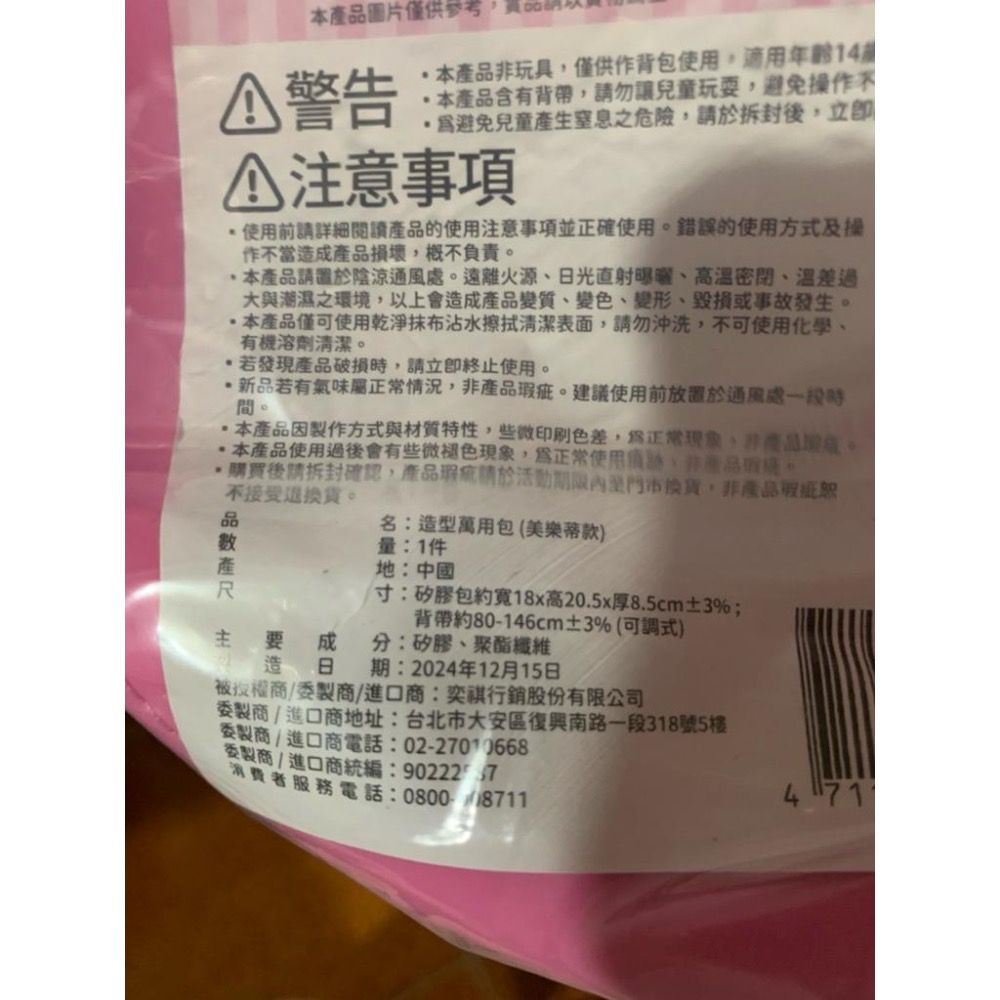 本產品圖片僅供參考，實品請以
警告
・本產品非玩具，僅供作背包使用，適用年齡14歲
・本產品含有背帶，請勿讓兒童玩耍，避免操作不
・為避免兒童產生窒息之危險，請於拆封後，立即
注意事項
・使用前請詳細閱讀產品的使用注意事項並正確使用。錯誤的使用方式及操
作不當造成產品損壞，概不負責。
・本產品請置於陰涼通風處。遠離火源、日光直射曝曬、高溫密閉、溫差過
大與潮濕之環境，以上會造成產品變質、變色、變形、毀損或事故發生。
・本產品僅可使用乾淨抹布沾水擦拭清潔表面，請勿沖洗，不可使用化學、
有機溶劑清潔。
・若發現產品破損時，請立即終止使用。
・新品若有氣味屬正常情況，非產品瑕疵。建議使用前放置於通風處一段時
間。
・本產品因製作方式與材質特性，些微印刷色差，為正常現象，非產品瑕疵。
・本產品使用過後會有些微褪色現象，為正常使用痕跡，非產品瑕疵。
・購買後請拆封確認，產品瑕疵請於活動期限內至門市換貨，非產品瑕疵恕
不接受退換貨。
品名：造型萬用包 (美樂蒂款)
數量：1件
產地：中國
尺寸：矽膠包約寬18x高20.5x厚8.5cm±3%；
背帶約80-146cm±3% (可調式)
主要成分：矽膠、聚酯纖維
造日期：2024年12月15日
被授權商/委製商/進口商：奕祺行銷股份有限公司
委製商/進口商地址：台北市大安區復興南路一段318號5樓
委製商/進口商電話：02-27010668
委製商/進口商統編：90222 7
消費者服務電話：0800- 08711
4 711